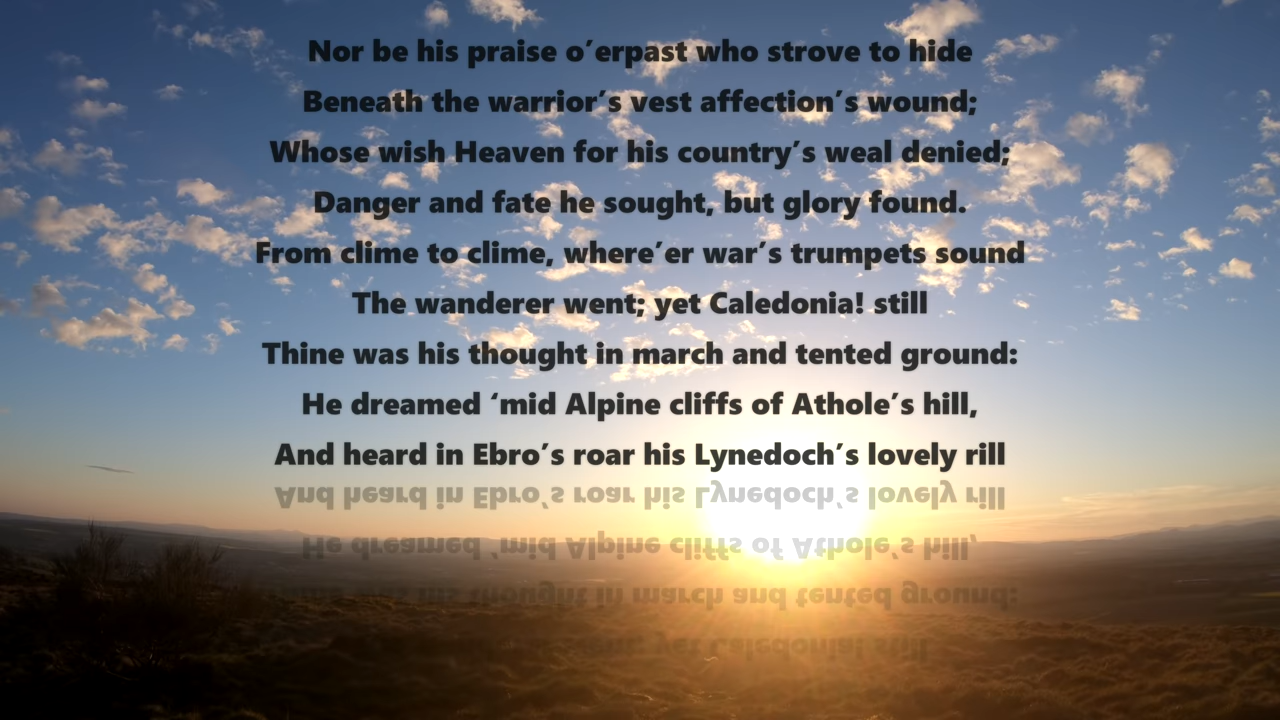 Nor be his praise o’erpast who strove to hide
Beneath the warrior’s vest affection’s wound;
Whose wish Heaven for his country’s weal denied;
Danger and fate he sought, but glory found.
From clime to clime, where’er war’s trumpets sound
The wanderer went; yet Caledonia! still
Thine was his thought in march and tented ground:
He dreamed ‘mid Alpine cliffs of Athole’s hill,
And heard in Ebro’s roar his Lynedoch’s lovely rill